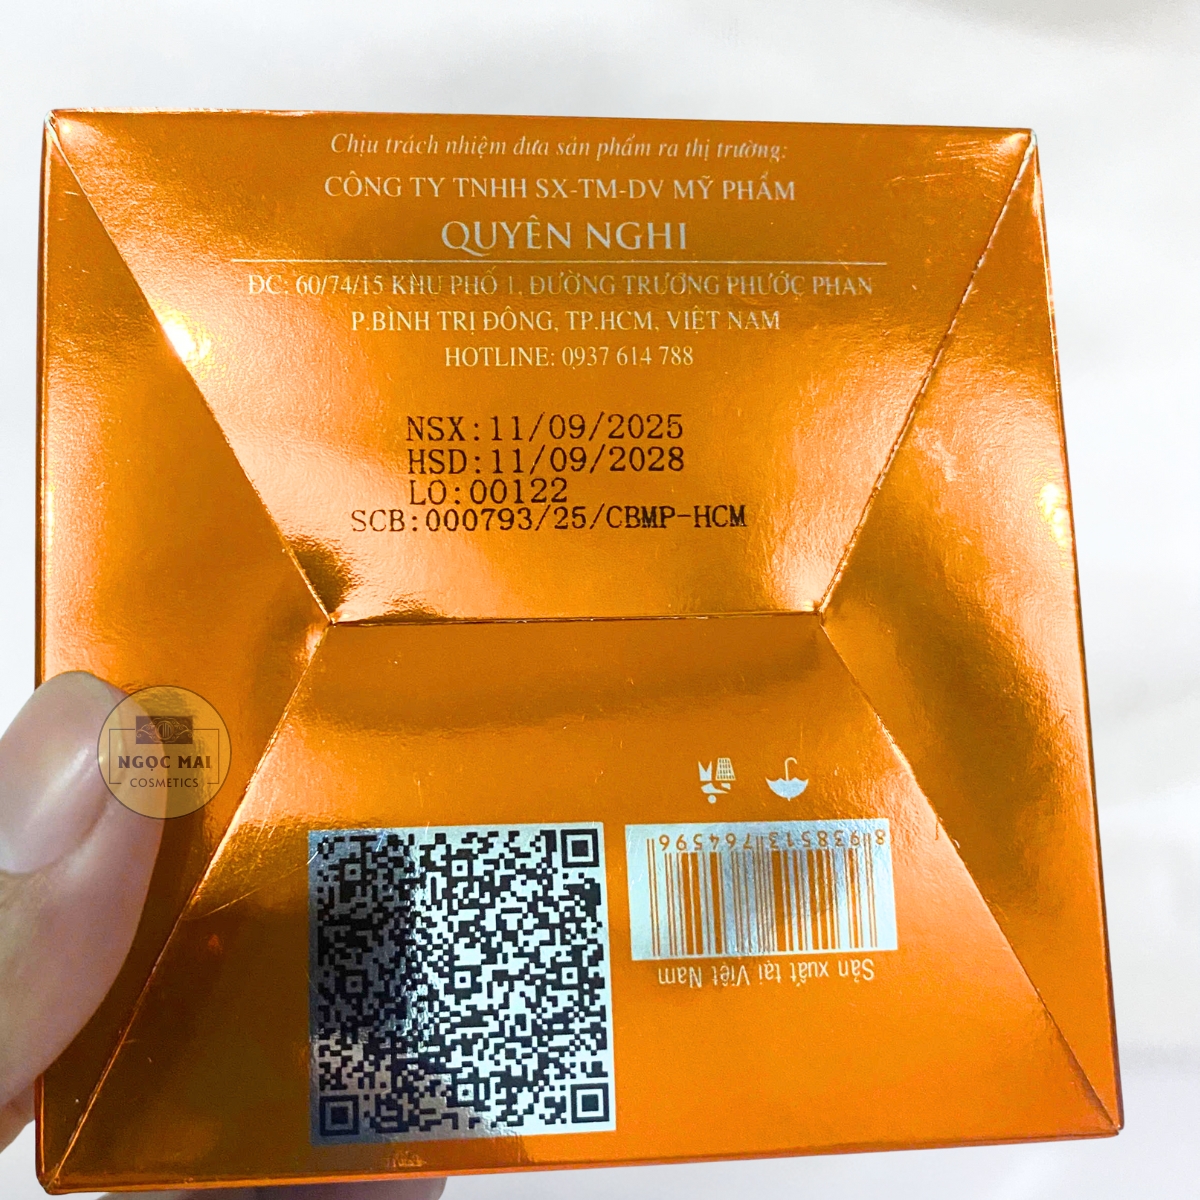 Chịu trách nhiệm đưa sản phẩm ra thị trường:
CÔNG TY TNHH SX-TM-DV MỸ PHẨM
QUYÊN NGHI
ĐC: 60/74/15 KHU PHỐ 1, ĐƯỜNG TRƯƠNG PHƯỚC PHAN
P.BÌNH TRỊ ĐÔNG, TP.HCM, VIỆT NAM
HOTLINE: 0937 614 788
NSX:11/09/2025
HSD:11/09/2028
LO:00122
SCB:000793/25/CBMP-HCM
NGỌC MAI
COSMETICS
8 938513 764596
Sản xuất tại Việt Nam